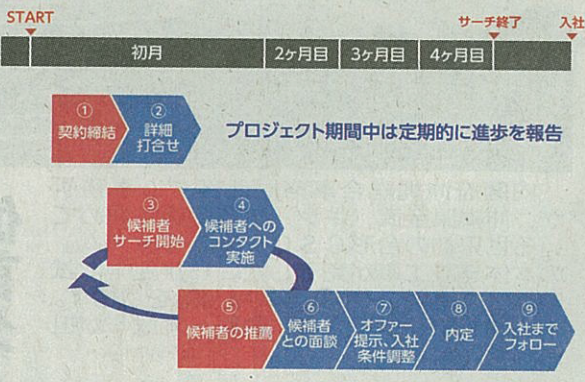 START
サーチ終了
入社
初月
2ヶ月目
3ヶ月目
4ヶ月目
①
契約締結
②
詳細
打合せ
プロジェクト期間中は定期的に進歩を報告
③
候補者
サーチ開始
④
候補者への
コンタクト
実施
⑤
候補者の推薦
⑥
候補者
との面談
⑦
オファー
提示、入社
条件調整
⑧
内定
⑨
入社まで
フォロー